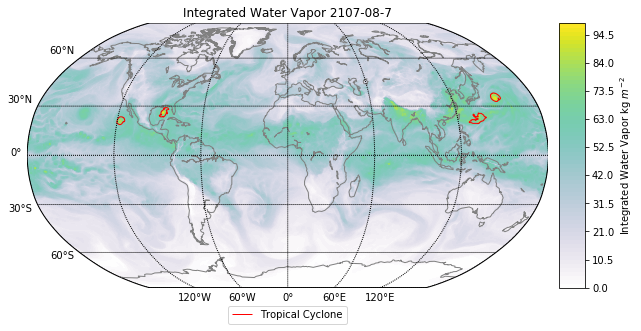 Integrated Water Vapor 2107-08-7
60°N
30°N
0°
30°S
60°S
120°W 60°W 0° 60°E 120°E
Tropical Cyclone
94.5
84.0
73.5
63.0
52.5
42.0
31.5
21.0
10.5
0.0
Integrated Water Vapor kg m⁻²